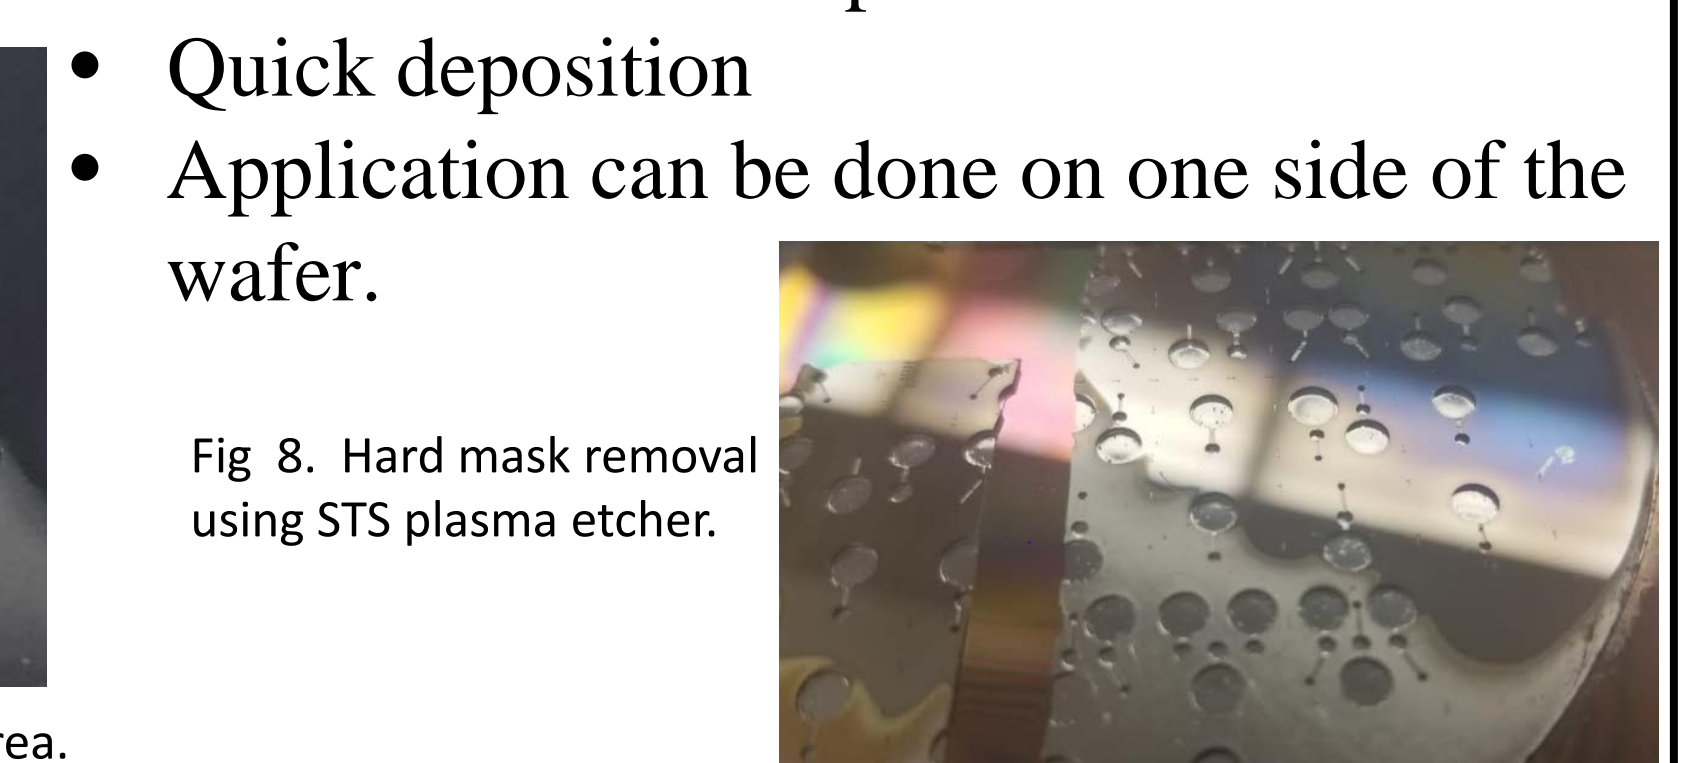 • Quick deposition
• Application can be done on one side of the
wafer.
Fig 8. Hard mask removal
using STS plasma etcher.
rea.